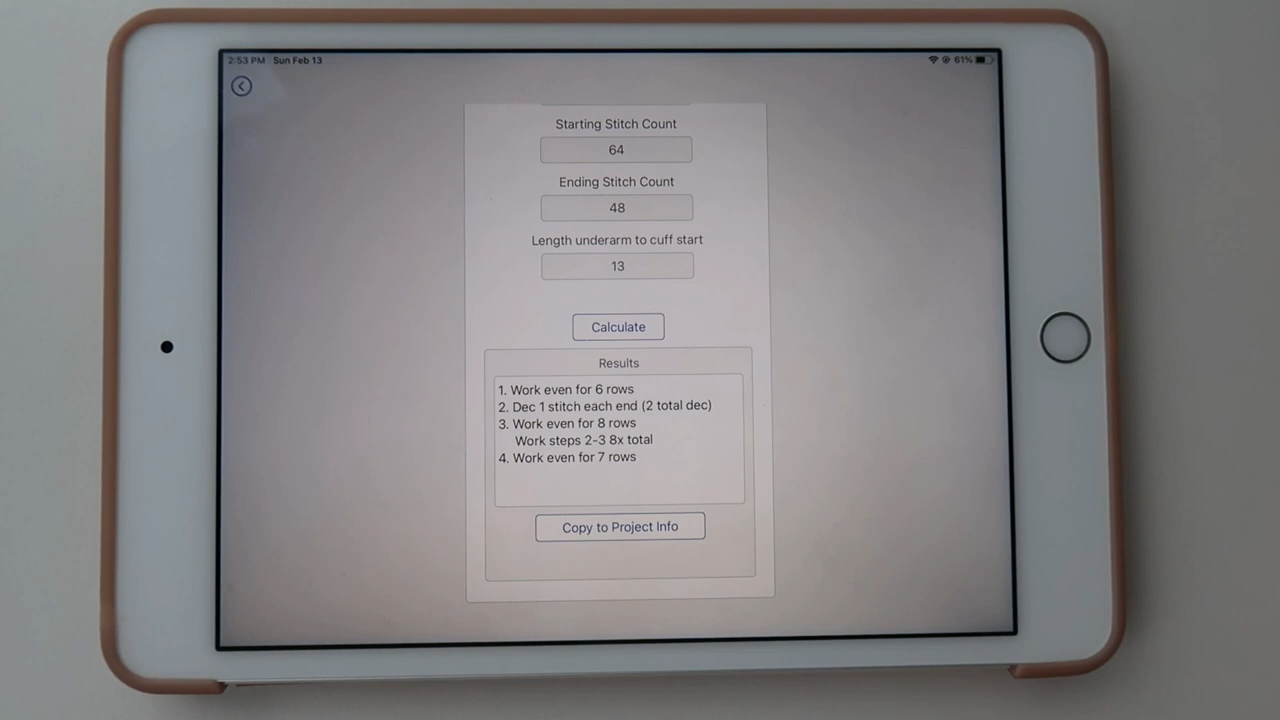 2:53 PM Sun Feb 13
61%
Starting Stitch Count
64
Ending Stitch Count
48
Length underarm to cuff start
13
Calculate
Results
1. Work even for 6 rows
2. Dec 1 stitch each end (2 total dec)
3. Work even for 8 rows
Work steps 2-3 8x total
4. Work even for 7 rows
Copy to Project Info